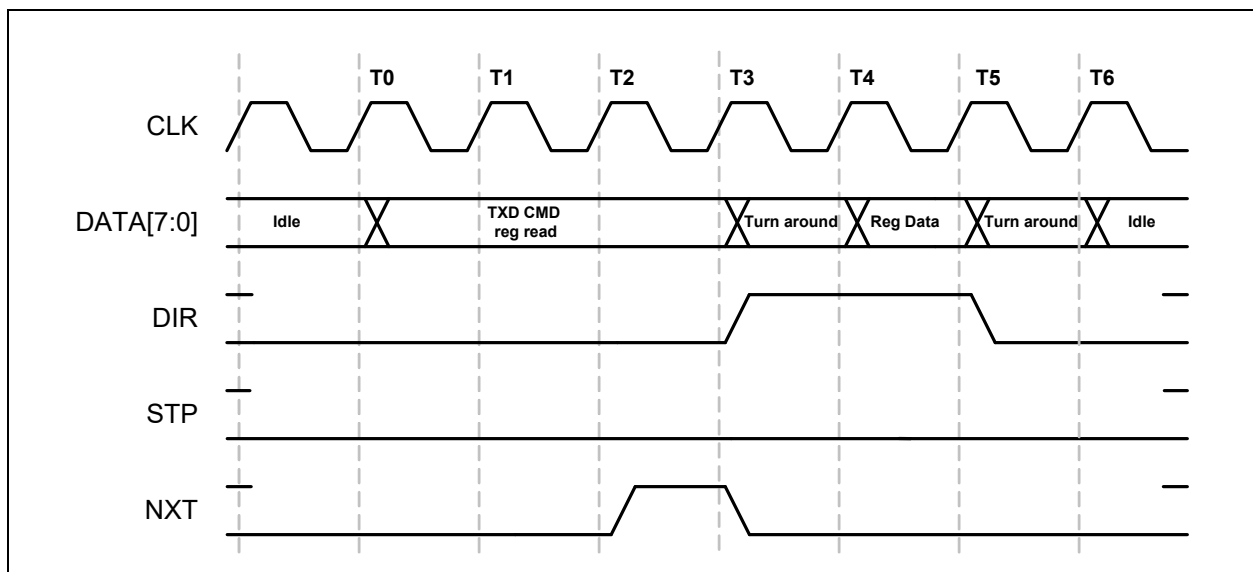 T0 T1 T2 T3 T4 T5 T6
CLK
DATA[7:0]
Idle
TXD CMD
reg read
Turn around
Reg Data
Turn around
Idle
DIR
STP
NXT